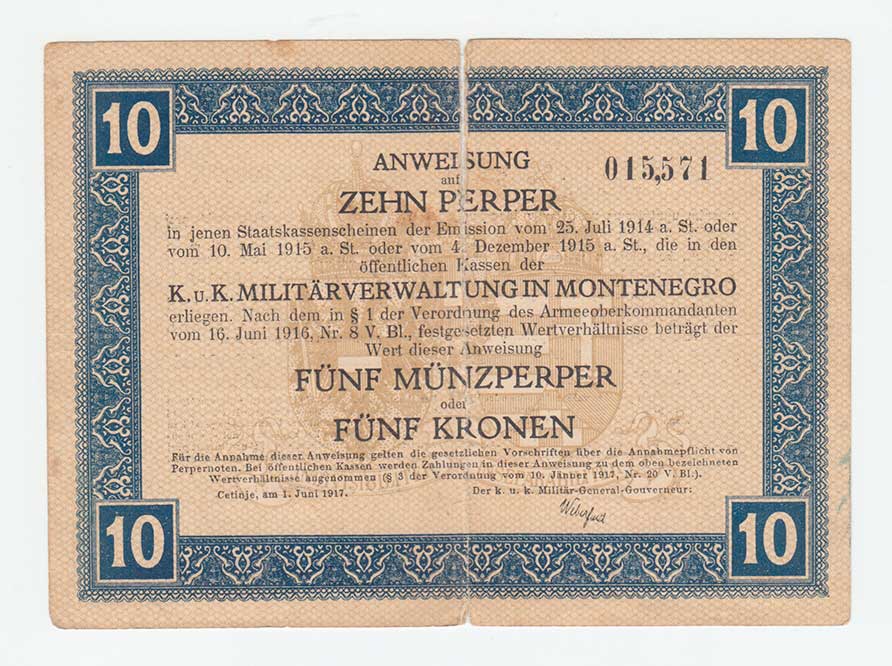 10
10
ANWEISUNG
015,571
auf
ZEHN PERPER
in jenen Staatskassenscheinen der Emission vom 25. Juli 1914 a. St. oder
vom 10. Mai 1915 a. St. oder vom 4. Dezember 1915 a. St., die in den
öffentlichen Kassen der
K. U. K. MILITÄRVERWALTUNG IN MONTENEGRO
erliegen. Nach dem in § 1 der Verordnung des Armeeoberkommandanten
vom 16. Juni 1916, Nr. 8 V. Bl., festgesetzten Wertverhältnisse beträgt der
Wert dieser Anweisung
FÜNF MÜNZPERPER
oder
FÜNF KRONEN
Für die Annahme dieser Anweisung gelten die gesetzlichen Vorschriften über die Annahmepflicht von
Perpernoten. Bei öffentlichen Kassen werden Zahlungen in dieser Anweisung zu dem oben bezeichneten
Wertverhältnisse angenommen (§ 3 der Verordnung vom 10. Jänner 1917, Nr. 20 V. Bl.).
Cetinje, am 1. Juni 1917.
Der k. u. k. Militär-General-Gouverneur:
10
10